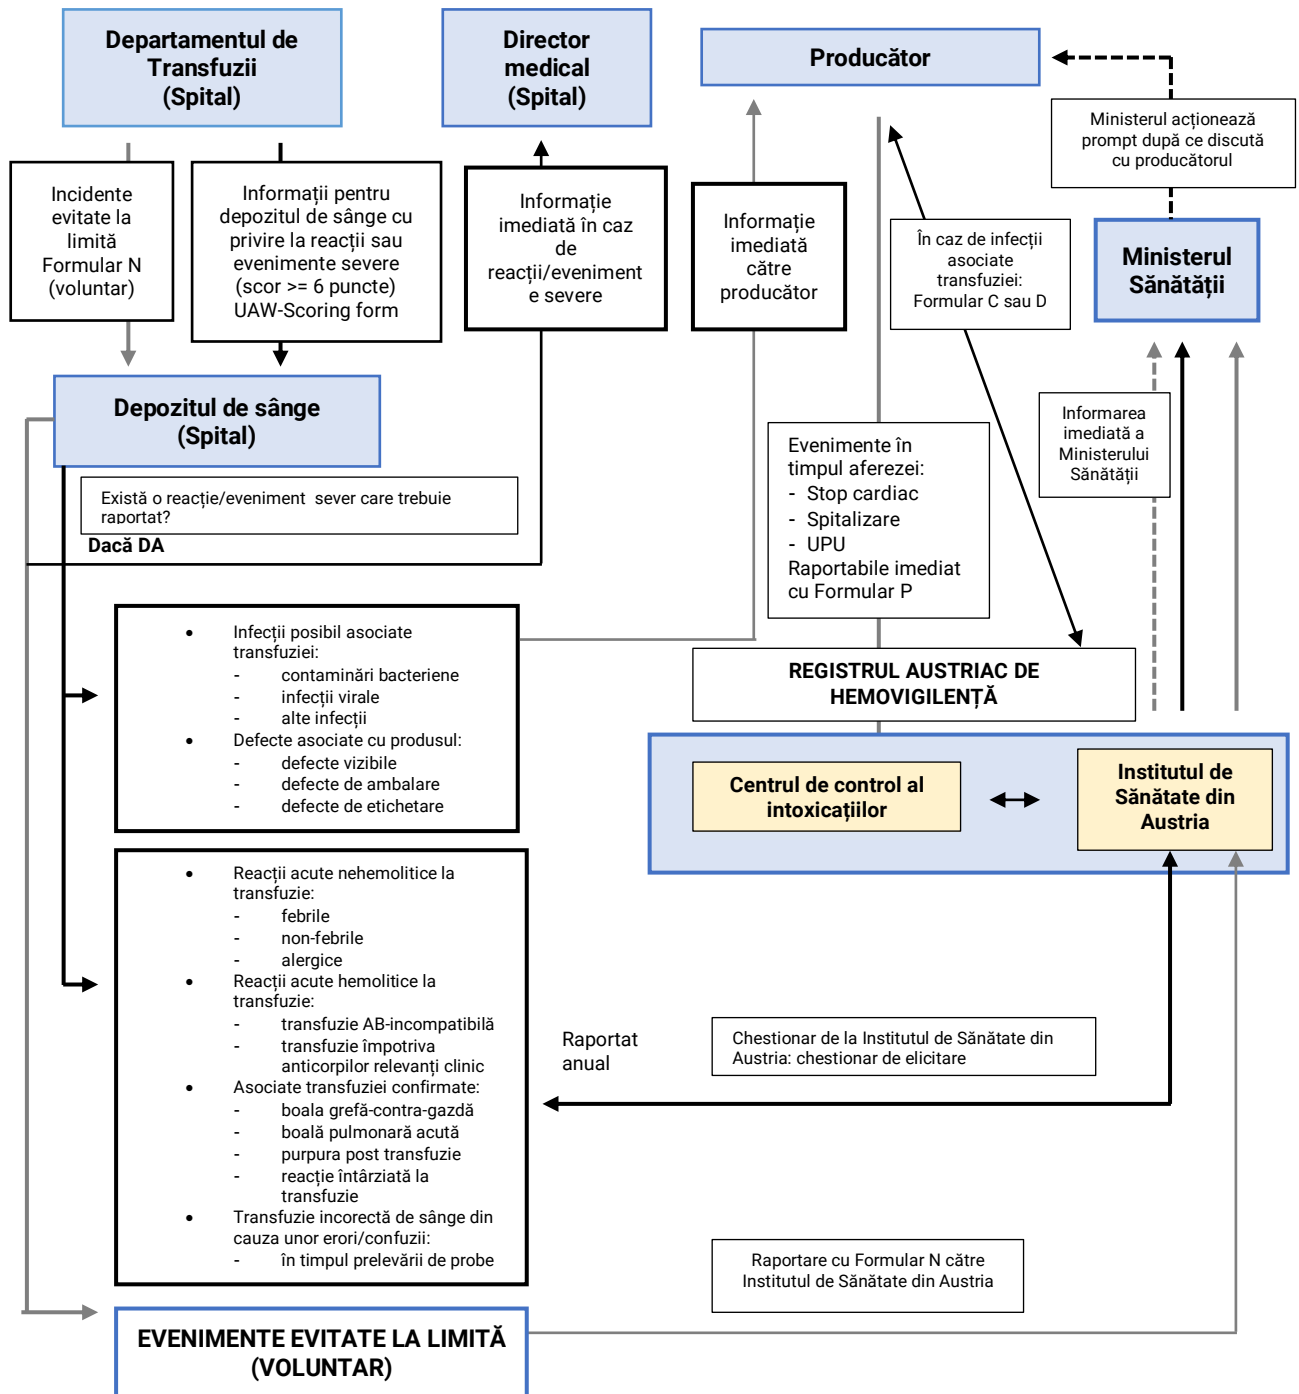 Departamentul de
Transfuzii
(Spital)
Director
medical
(Spital)
Producător
Ministerul acționează
prompt după ce discută
cu producătorul
Incidente
evitate la
limită
Formular N
(voluntar)
Informații pentru
depozitul de sânge cu
privire la reacții sau
evenimente severe
(scor >= 6 puncte)
UAW-Scoring form
Informație
imediată în caz
de
reacții/eveniment
e severe
Informație
imediată
către
producător
În caz de infecții
asociate
transfuziei:
Formular C sau D
Ministerul
Sănătății
Depozitul de sânge
(Spital)
Informarea
imediată a
Ministerului
Sănătății
Evenimente în
timpul aferezei:
- Stop cardiac
- Spitalizare
- UPU
Raportabile imediat
cu Formular P
Există o reacție/eveniment sever care trebuie
raportat?
Dacă DA
• Infecții posibil asociate
transfuziei:
- contaminări bacteriene
- infecții virale
- alte infecții
• Defecte asociate cu produsul:
- defecte vizibile
- defecte de ambalare
- defecte de etichetare
REGISTRUL AUSTRIAC DE
HEMOVIGILENȚĂ
Centrul de control al
intoxicațiilor
Institutul de
Sănătate din
Austria
• Reacții acute nehemolitice la
transfuzie:
- febrile
- non-febrile
- alergice
• Reacții acute hemolitice la
transfuzie:
- transfuzie AB-incompatibilă
- transfuzie împotriva
anticorpilor relevanți clinic
• Asociate transfuziei confirmate:
- boala grefă-contra-gazdă
- boală pulmonară acută
- purpura post transfuzie
- reacție întârziată la
transfuzie
• Transfuzie incorectă de sânge din
cauza unor erori/confuzii:
- în timpul prelevării de probe
Raportat
anual
Chestionar de la Institutul de Sănătate din
Austria: chestionar de elicitare
Raportare cu Formular N către
Institutul de Sănătate din Austria
EVENIMENTE EVITATE LA LIMITĂ
(VOLUNTAR)